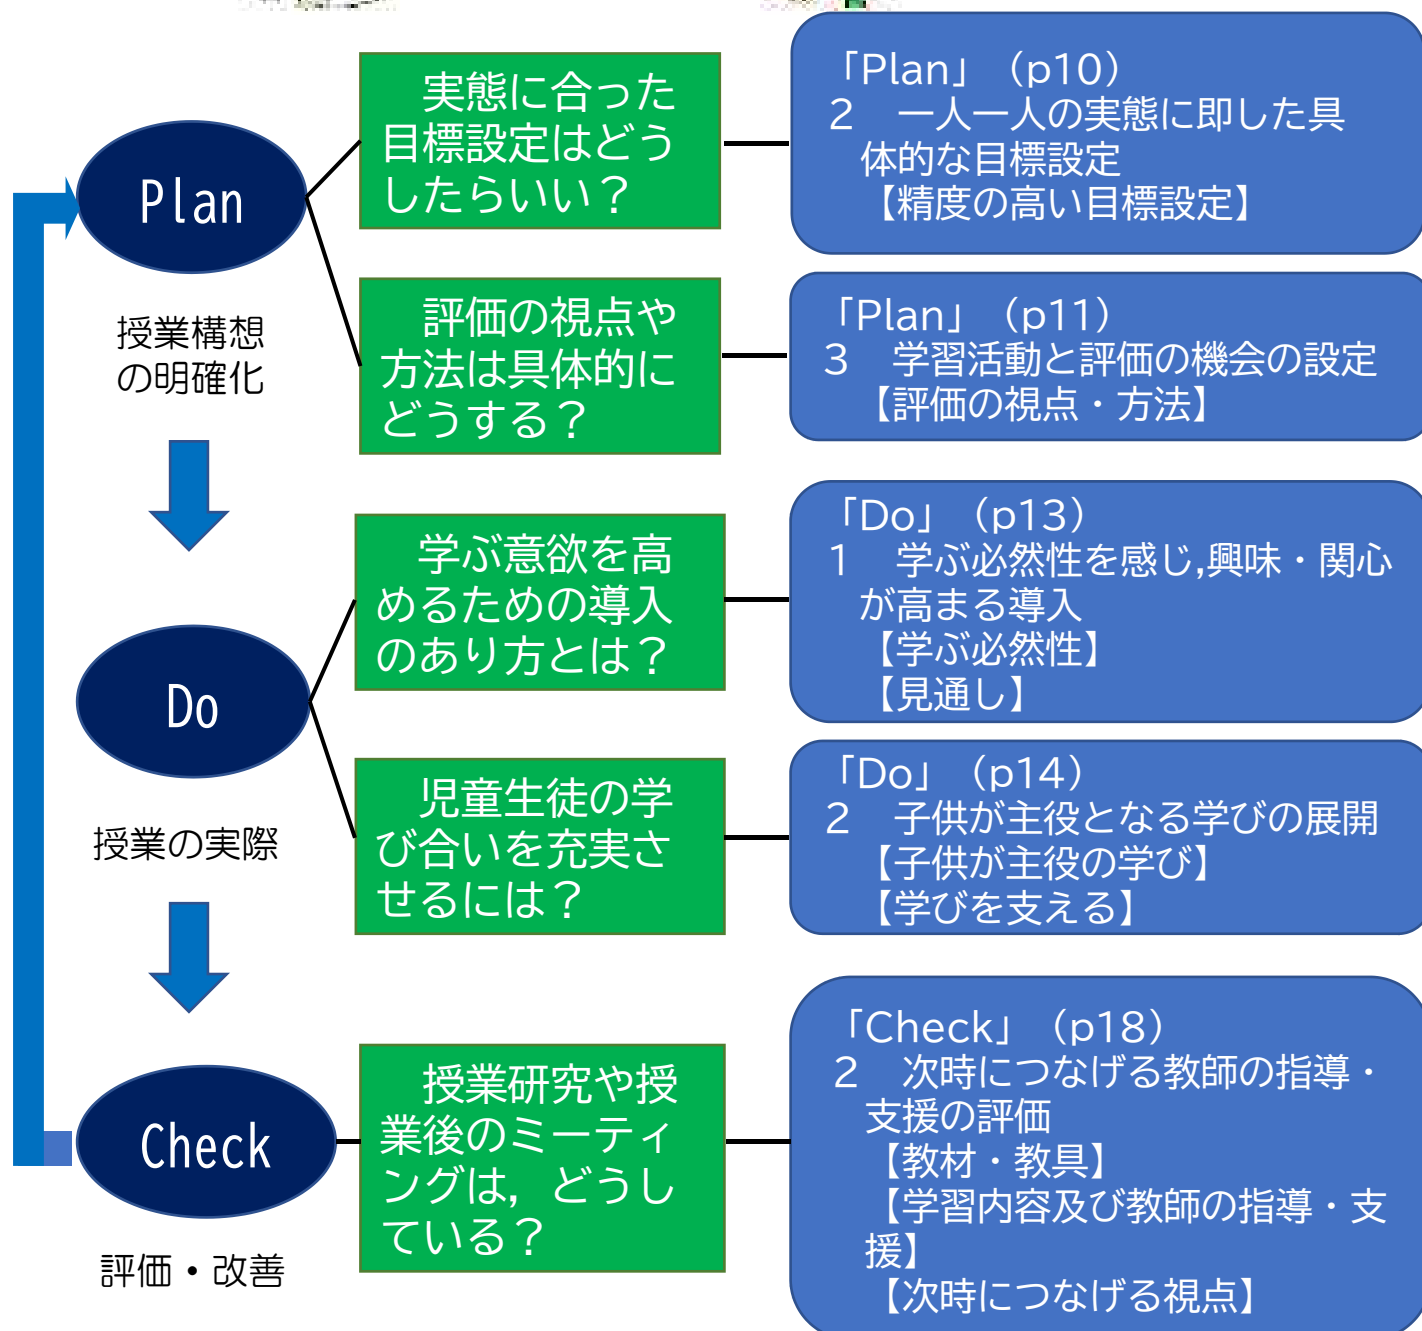 Plan
授業構想
の明確化
実態に合った
目標設定はどう
したらいい？
「Plan」（p10）
２　一人一人の実態に即した具
体的な目標設定
【精度の高い目標設定】
評価の視点や
方法は具体的に
どうする？
「Plan」（p11）
３　学習活動と評価の機会の設定
【評価の視点・方法】
Do
授業の実際
学ぶ意欲を高
めるための導入
のあり方とは？
「Do」（p13）
１　学ぶ必然性を感じ,興味・関心
が高まる導入
【学ぶ必然性】
【見通し】
児童生徒の学
び合いを充実さ
せるには？
「Do」（p14）
２　子供が主役となる学びの展開
【子供が主役の学び】
【学びを支える】
Check
評価・改善
授業研究や授
業後のミーティ
ングは，どうし
ている？
「Check」（p18）
２　次時につなげる教師の指導・
支援の評価
【教材・教具】
【学習内容及び教師の指導・支
援】
【次時につなげる視点】